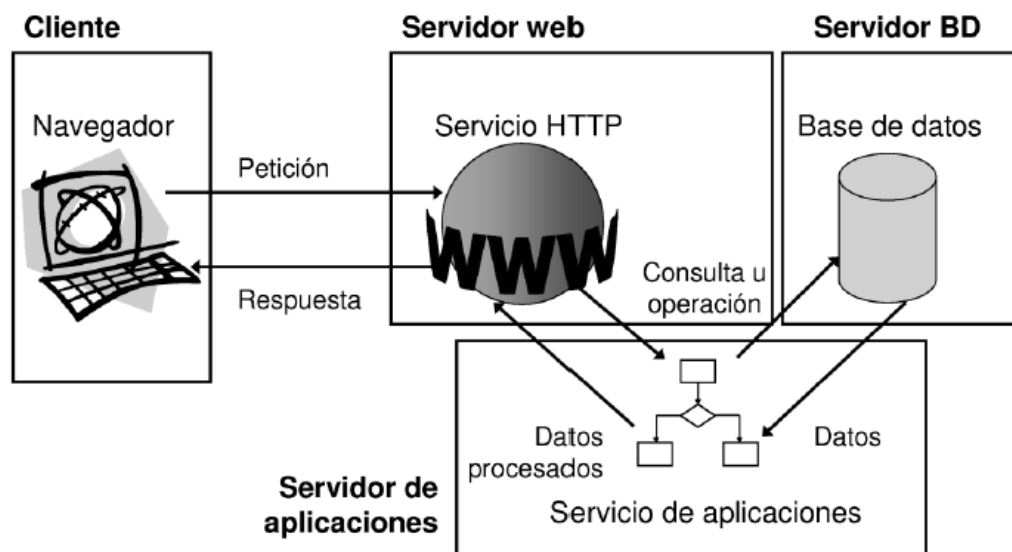 Cliente
Servidor web
Servidor BD
Navegador
Servicio HTTP
Base de datos
Petición
WWW
Respuesta
Consulta u
operación
Datos
procesados
Datos
Servidor de
aplicaciones
Servicio de aplicaciones